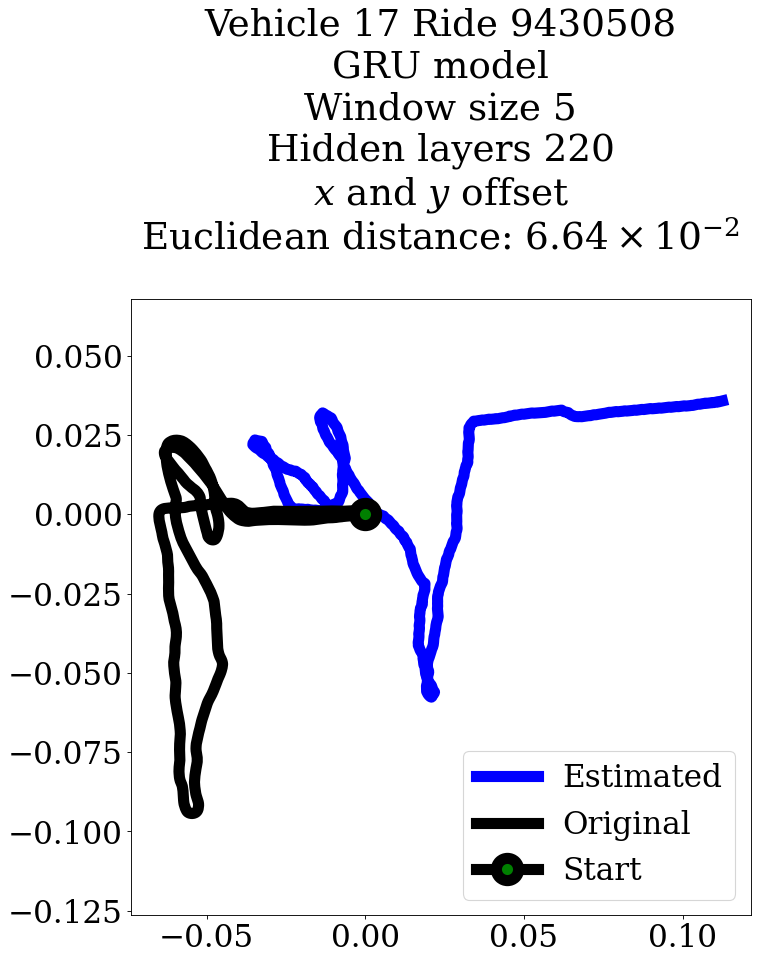 Vehicle 17 Ride 9430508
GRU model
Window size 5
Hidden layers 220
x and y offset
Euclidean distance: 6.64 × 10⁻²
0.050
0.025
0.000
−0.025
−0.050
−0.075
−0.100
−0.125
−0.05 0.00 0.05 0.10
Estimated
Original
Start